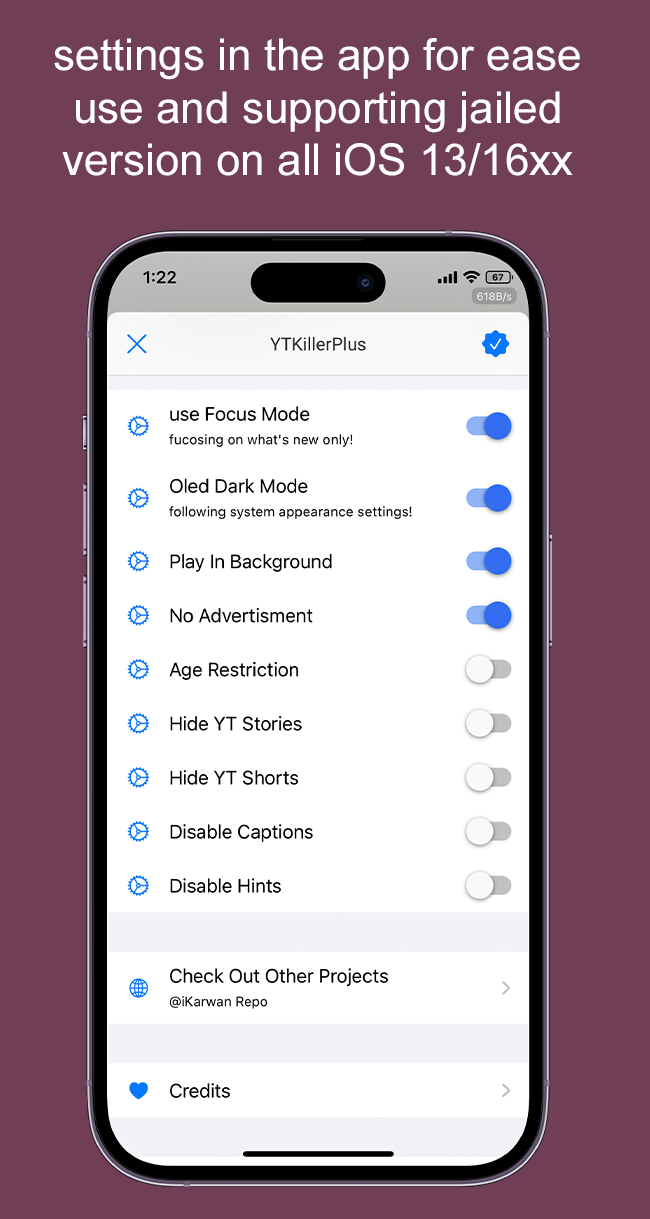 settings in the app for ease
use and supporting jailed
version on all iOS 13/16xx
1:22
67
618B/s
YTKillerPlus
use Focus Mode
fucosing on what's new only!
Oled Dark Mode
following system appearance settings!
Play In Background
No Advertisment
Age Restriction
Hide YT Stories
Hide YT Shorts
Disable Captions
Disable Hints
Check Out Other Projects
@iKarwan Repo
Credits